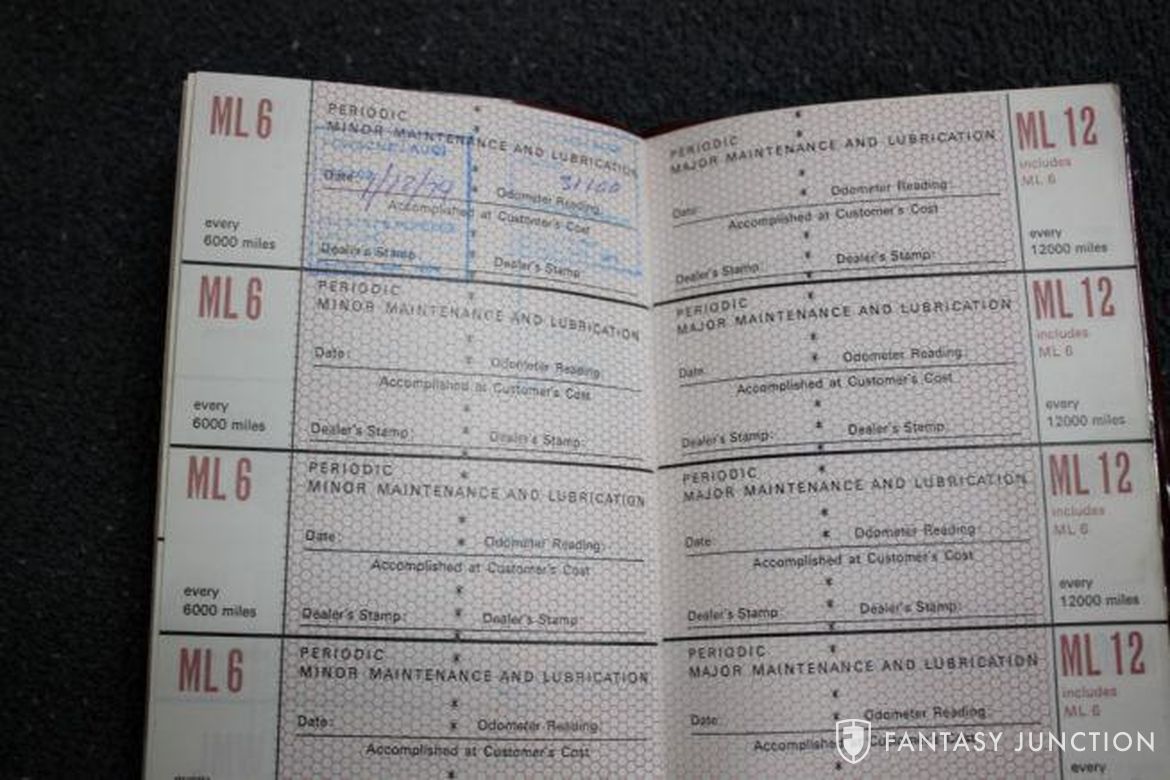 ML 6
every
6000 miles
PERIODIC
MINOR MAINTENANCE AND LUBRICATION
PORSCHE AUDI
Date: /12/79 Odometer Reading: 31100
Accomplished at Customer's Cost
Dealer's Stamp Dealer's Stamp
ML 6
every
6000 miles
PERIODIC
MINOR MAINTENANCE AND LUBRICATION
Date: Odometer Reading:
Accomplished at Customer's Cost
Dealer's Stamp: Dealer's Stamp:
ML 6
every
6000 miles
PERIODIC
MINOR MAINTENANCE AND LUBRICATION
Date: Odometer Reading:
Accomplished at Customer's Cost
Dealer's Stamp: Dealer's Stamp:
ML 6
PERIODIC
MINOR MAINTENANCE AND LUBRICATION
Date: Odometer Reading:
Accomplished at Customer's Cost
PERIODIC
MAJOR MAINTENANCE AND LUBRICATION
Date: Odometer Reading:
Accomplished at Customer's Cost
Dealer's Stamp: Dealer's Stamp:
ML 12
includes
ML 6
every
12000 miles
PERIODIC
MAJOR MAINTENANCE AND LUBRICATION
Date: Odometer Reading:
Accomplished at Customer's Cost
Dealer's Stamp: Dealer's Stamp:
ML 12
includes
ML 6
every
12000 miles
PERIODIC
MAJOR MAINTENANCE AND LUBRICATION
Date: Odometer Reading:
Accomplished at Customer's Cost
Dealer's Stamp: Dealer's Stamp:
ML 12
includes
ML 6
every
12000 miles
PERIODIC
MAJOR MAINTENANCE AND LUBRICATION
Date: Odometer Reading:
Accomplished at Customer's Cost
ML 12
includes
ML 6
every
FANTASY JUNCTION